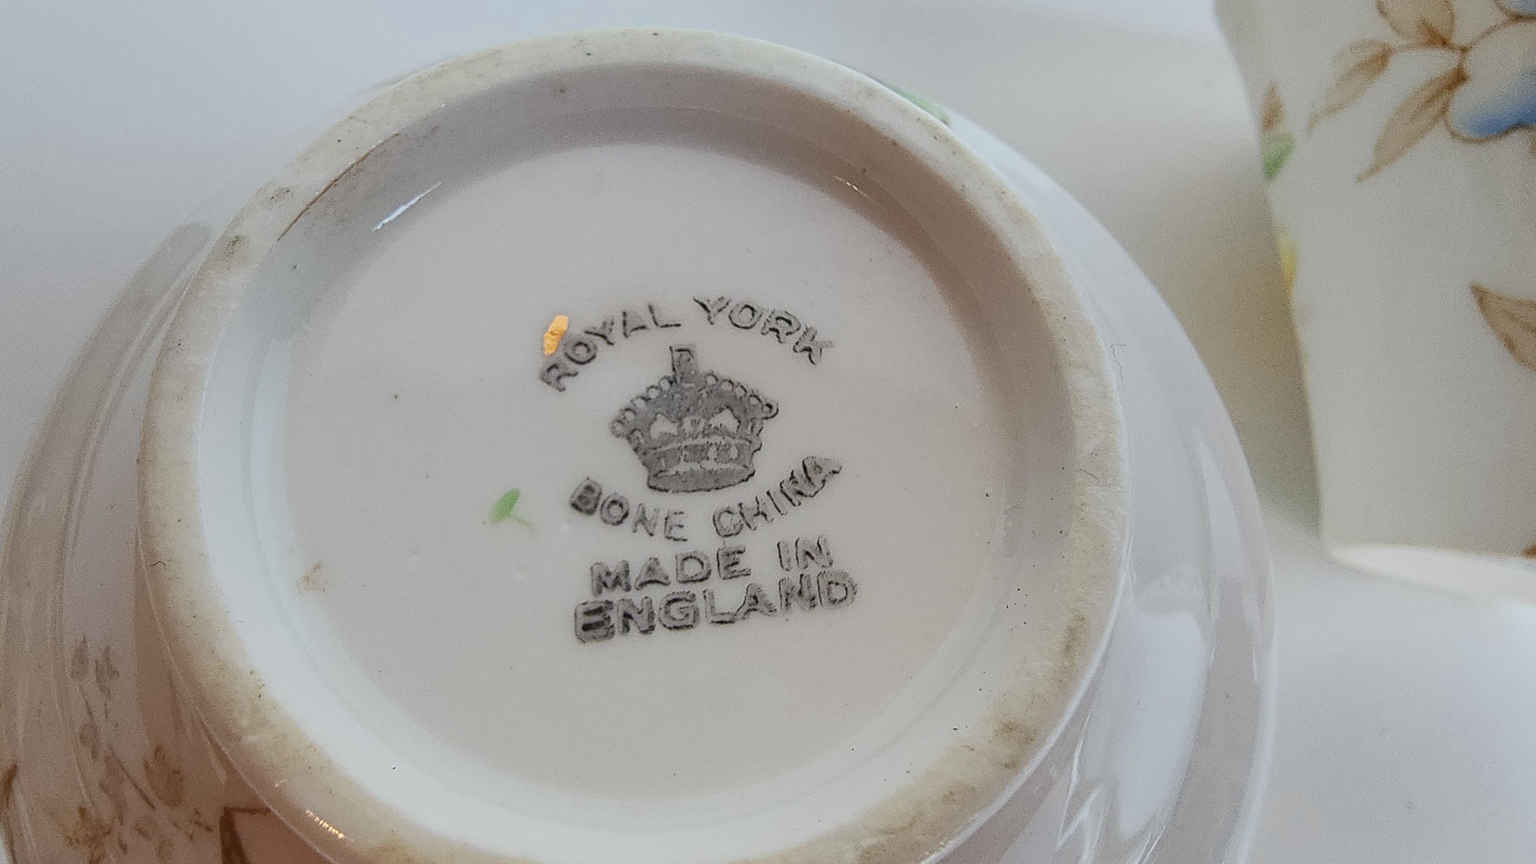 ROYAL YORK
BONE CHINA
MADE IN
ENGLAND